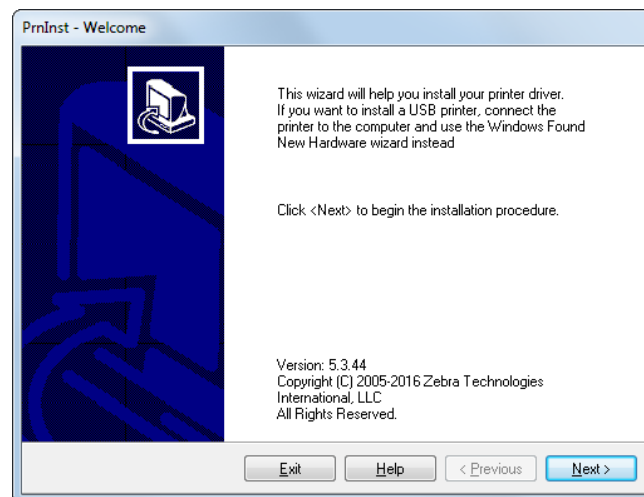 PrnInst - Welcome
This wizard will help you install your printer driver.
If you want to install a USB printer, connect the
printer to the computer and use the Windows Found
New Hardware wizard instead
Click <Next> to begin the installation procedure.
Version: 5.3.44
Copyright (C) 2005-2016 Zebra Technologies
International, LLC
All Rights Reserved.
Exit Help < Previous Next >